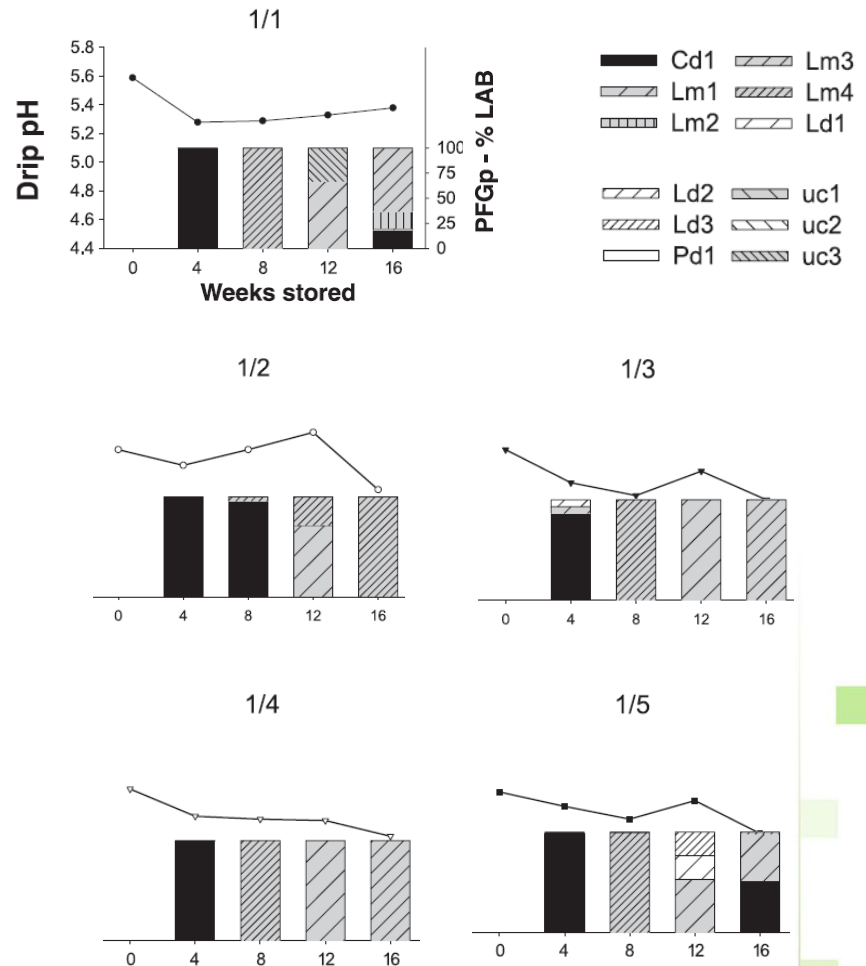 1/1
5.8
5.6
5.4
5.2
5.0
4.8
4.6
4.4
Drip pH
100
75
50
25
0
PFGp - % LAB
0 4 8 12 16
Weeks stored
Cd1 Lm3
Lm1 Lm4
Lm2 Ld1
Ld2 uc1
Ld3 uc2
Pd1 uc3
1/2
0 4 8 12 16
1/3
0 4 8 12 16
1/4
0 4 8 12 16
1/5
0 4 8 12 16